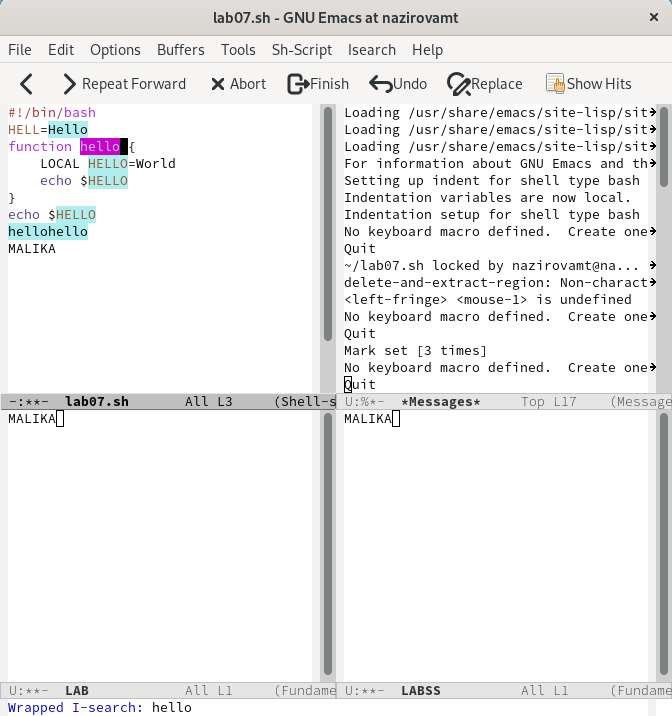 lab07.sh - GNU Emacs at nazirovamt
File Edit Options Buffers Tools Sh-Script Isearch Help
Repeat Forward Abort Finish Undo Replace Show Hits
#!/bin/bash
HELL=Hello
function hello {
    LOCAL HELLO=World
    echo $HELLO
}
echo $HELLO
hellohello
MALIKA
-:**-  lab07.sh       All L3     (Shell-s
Loading /usr/share/emacs/site-lisp/sit
Loading /usr/share/emacs/site-lisp/sit
Loading /usr/share/emacs/site-lisp/sit
For information about GNU Emacs and th
Setting up indent for shell type bash
Indentation variables are now local.
Indentation setup for shell type bash
No keyboard macro defined.  Create one
Quit
~/lab07.sh locked by nazirovamt@na...
delete-and-extract-region: Non-charact
<left-fringe> <mouse-1> is undefined
No keyboard macro defined.  Create one
Quit
Mark set [3 times]
No keyboard macro defined.  Create one
Quit
U:%*-  *Messages*     Top L17    (Message
MALIKA
U:**-  LAB            All L1     (Fundame
MALIKA
U:**-  LABSS          All L1     (Fundame
Wrapped I-search: hello